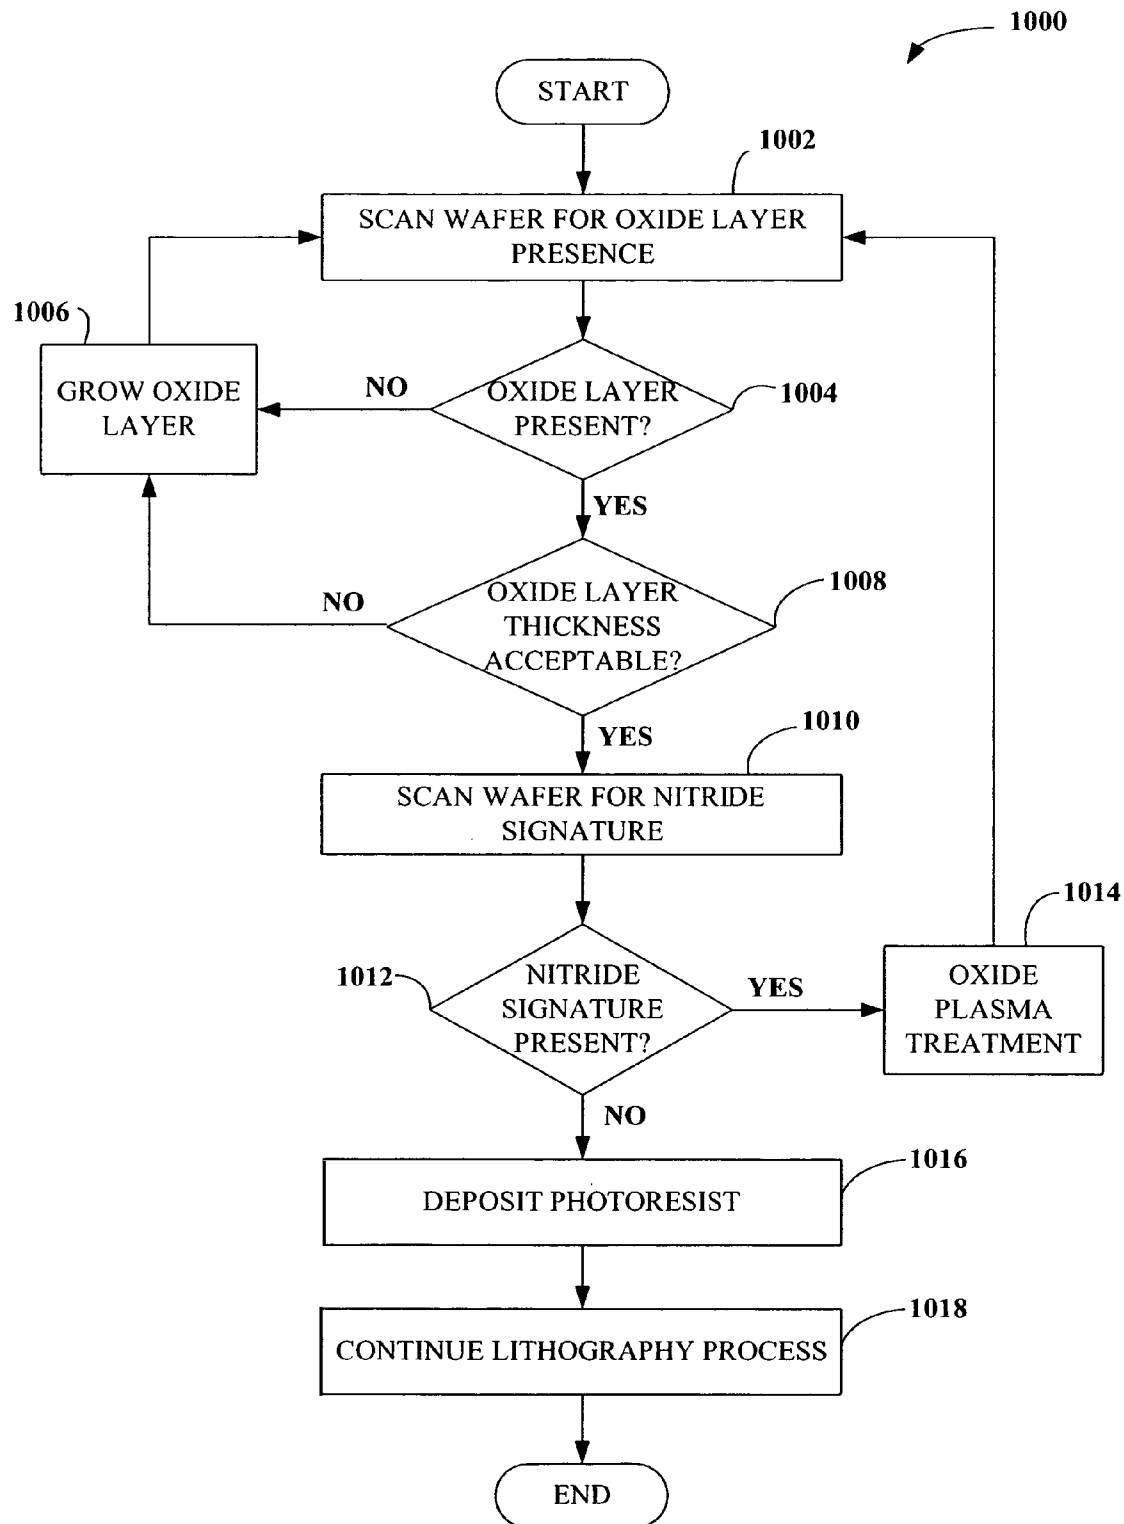 1000
START
1002
SCAN WAFER FOR OXIDE LAYER
PRESENCE
1006
GROW OXIDE
LAYER
NO
OXIDE LAYER
PRESENT?
1004
YES
NO
OXIDE LAYER
THICKNESS
ACCEPTABLE?
1008
YES
1010
SCAN WAFER FOR NITRIDE
SIGNATURE
1012
NITRIDE
SIGNATURE
PRESENT?
YES
1014
OXIDE
PLASMA
TREATMENT
NO
1016
DEPOSIT PHOTORESIST
1018
CONTINUE LITHOGRAPHY PROCESS
END